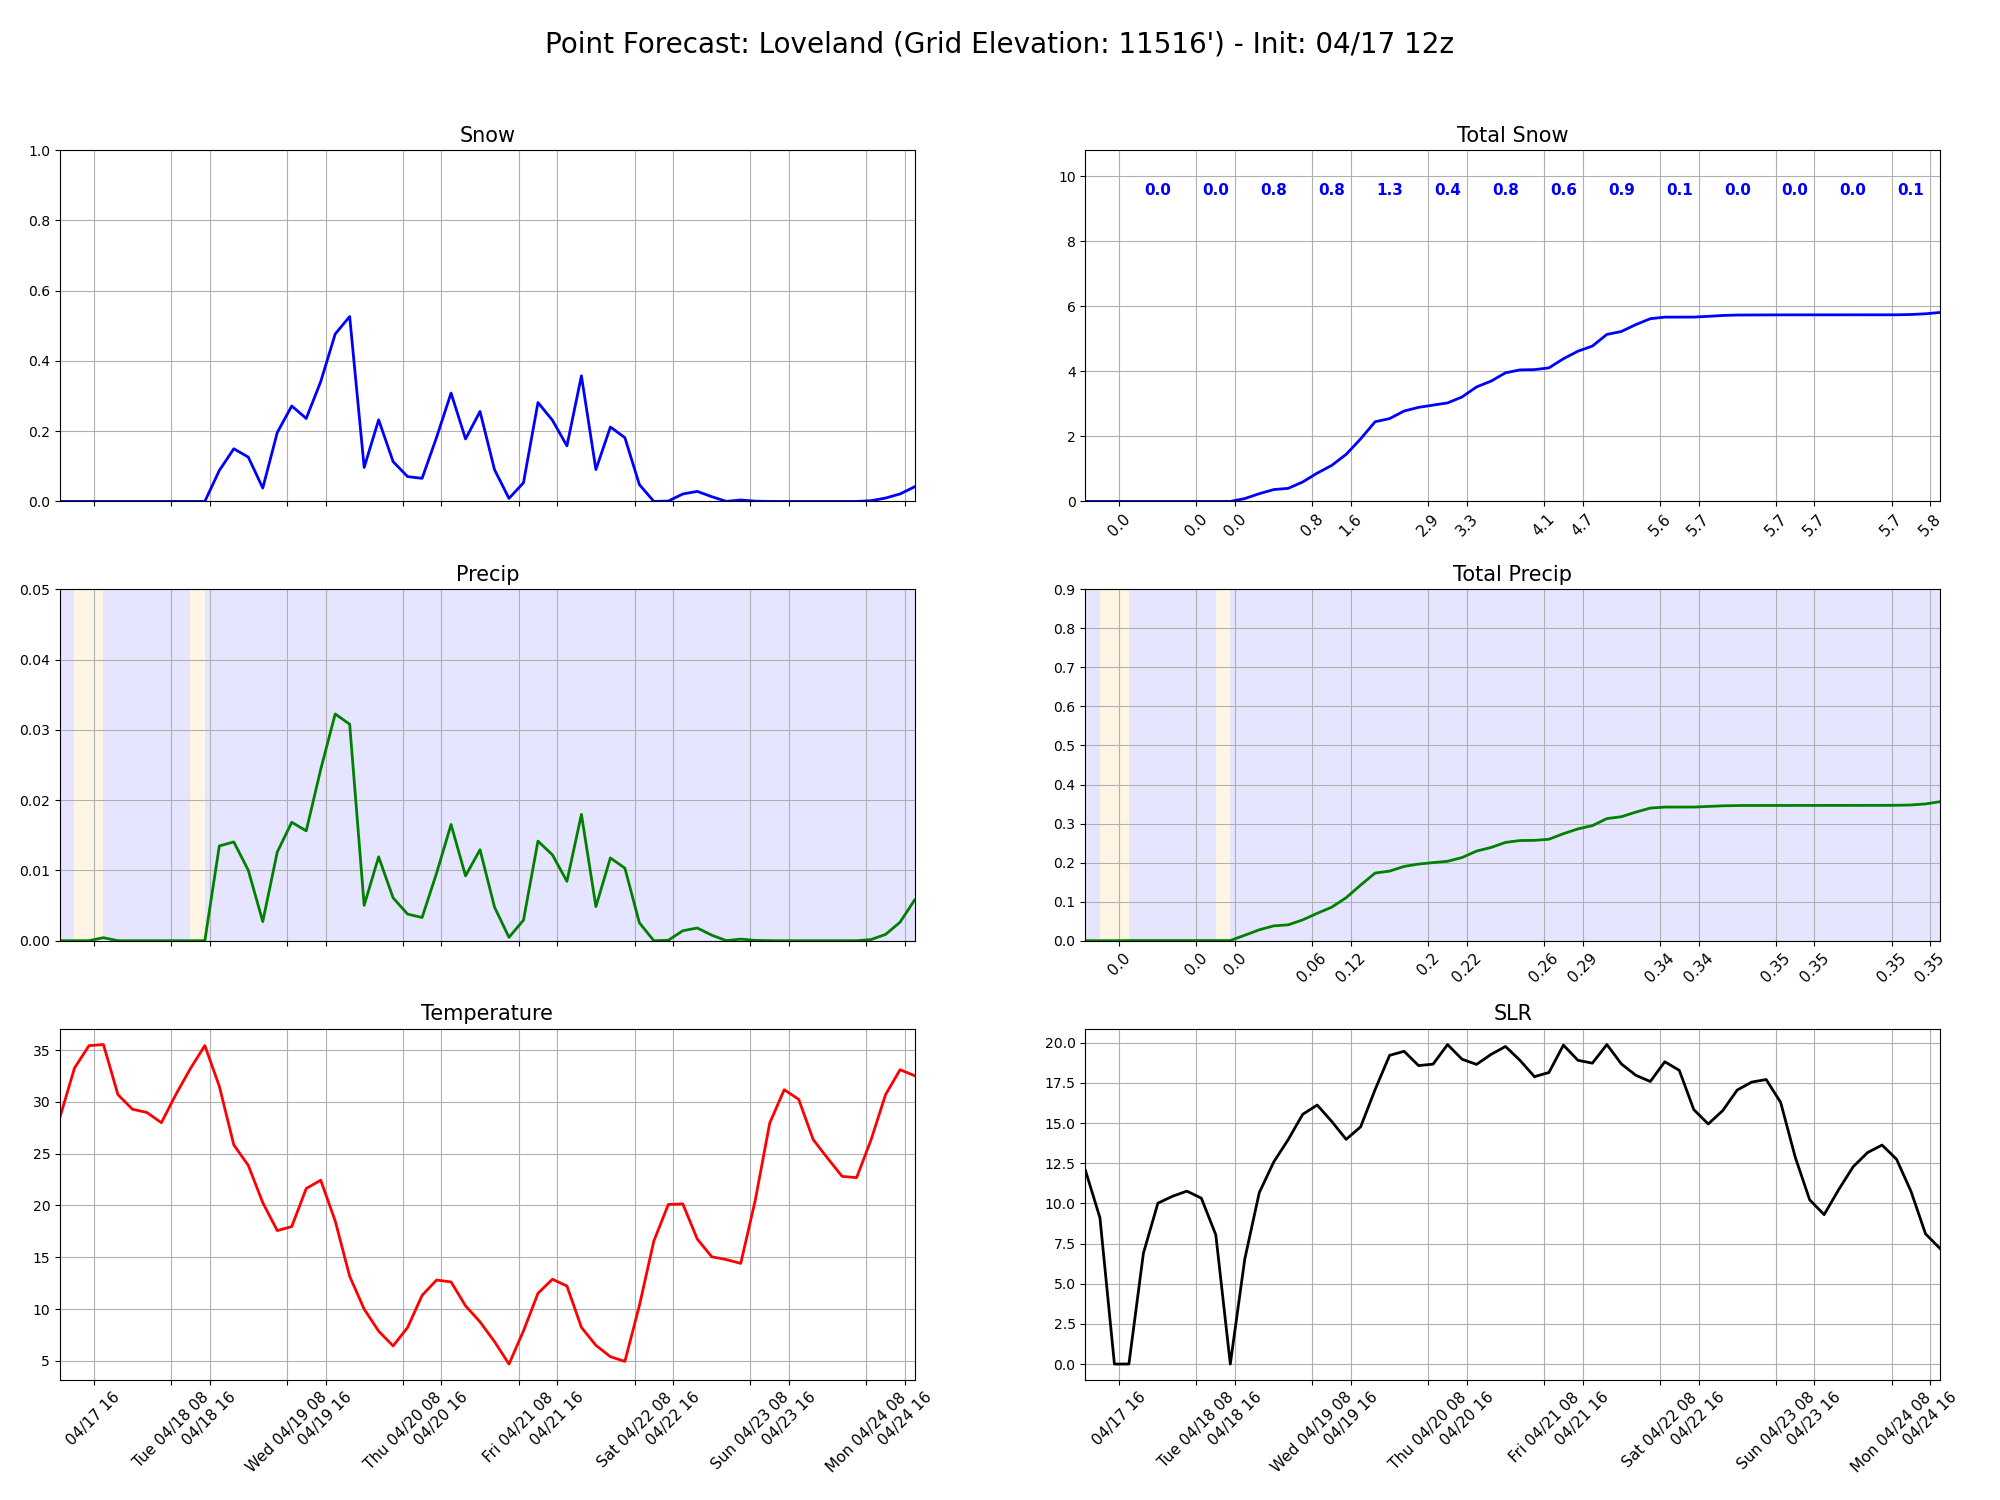 Point Forecast: Loveland (Grid Elevation: 11516') - Init: 04/17 12z
Snow
1.0
0.8
0.6
0.4
0.2
0.0
Total Snow
10
8
6
4
2
0
0.0 0.0 0.8 0.8 1.3 0.4 0.8 0.6 0.9 0.1 0.0 0.0 0.0 0.1
0.0 0.0 0.0 0.8 1.6 2.9 3.3 4.1 4.7 5.6 5.7 5.7 5.7 5.7 5.8
Precip
0.05
0.04
0.03
0.02
0.01
0.00
Total Precip
0.9
0.8
0.7
0.6
0.5
0.4
0.3
0.2
0.1
0.0
0.0 0.0 0.0 0.06 0.12 0.2 0.22 0.26 0.29 0.34 0.34 0.35 0.35 0.35 0.35
Temperature
35
30
25
20
15
10
5
04/17 16
Tue 04/18 08
04/18 16
Wed 04/19 08
04/19 16
Thu 04/20 08
04/20 16
Fri 04/21 08
04/21 16
Sat 04/22 08
04/22 16
Sun 04/23 08
04/23 16
Mon 04/24 08
04/24 16
SLR
20.0
17.5
15.0
12.5
10.0
7.5
5.0
2.5
0.0
04/17 16
Tue 04/18 08
04/18 16
Wed 04/19 08
04/19 16
Thu 04/20 08
04/20 16
Fri 04/21 08
04/21 16
Sat 04/22 08
04/22 16
Sun 04/23 08
04/23 16
Mon 04/24 08
04/24 16